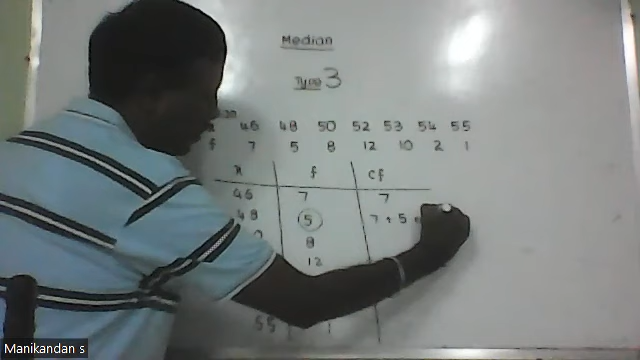 Median
Type 3
x 46 48 50 52 53 54 55
f 7 5 8 12 10 2 1
x f cf
46 7 7
48 5 7 + 5
0 8
12
55 1
Manikandan s